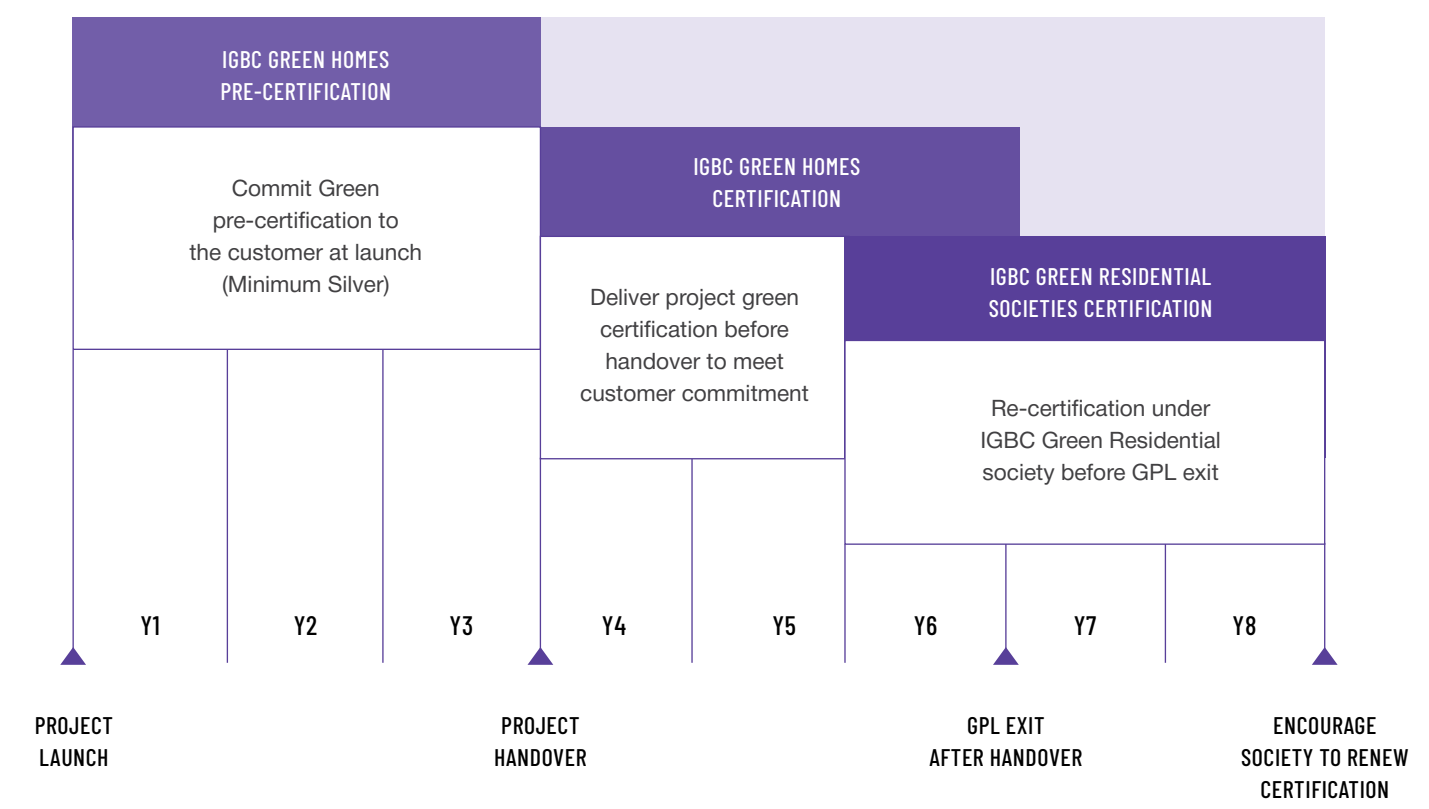 IGBC GREEN HOMES
PRE-CERTIFICATION
Commit Green
pre-certification to
the customer at launch
(Minimum Silver)
IGBC GREEN HOMES
CERTIFICATION
Deliver project green
certification before
handover to meet
customer commitment
IGBC GREEN RESIDENTIAL
SOCIETIES CERTIFICATION
Re-certification under
IGBC Green Residential
society before GPL exit
Y1
Y2
Y3
Y4
Y5
Y6
Y7
Y8
PROJECT
LAUNCH
PROJECT
HANDOVER
GPL EXIT
AFTER HANDOVER
ENCOURAGE
SOCIETY TO RENEW
CERTIFICATION